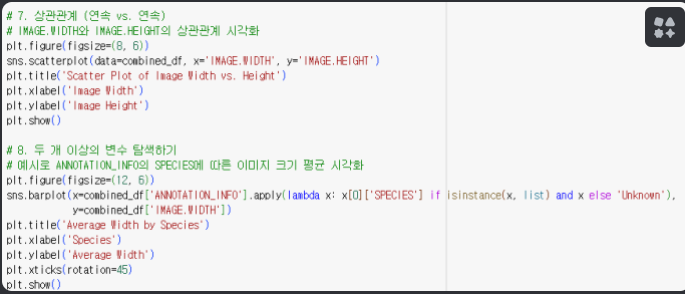 # 7. 상관관계 (연속 vs. 연속)
# IMAGE.WIDTH와 IMAGE.HEIGHT의 상관관계 시각화
plt.figure(figsize=(8, 6))
sns.scatterplot(data=combined_df, x='IMAGE.WIDTH', y='IMAGE.HEIGHT')
plt.title('Scatter Plot of Image Width vs. Height')
plt.xlabel('Image Width')
plt.ylabel('Image Height')
plt.show()
# 8. 두 개 이상의 변수 탐색하기
# 예시로 ANNOTATION_INFO의 SPECIES에 따른 이미지 크기 평균 시각화
plt.figure(figsize=(12, 6))
sns.barplot(x=combined_df['ANNOTATION_INFO'].apply(lambda x: x[0]['SPECIES'] if isinstance(x, list) and x else 'Unknown'),
y=combined_df['IMAGE.WIDTH'])
plt.title('Average Width by Species')
plt.xlabel('Species')
plt.ylabel('Average Width')
plt.xticks(rotation=45)
plt.show()